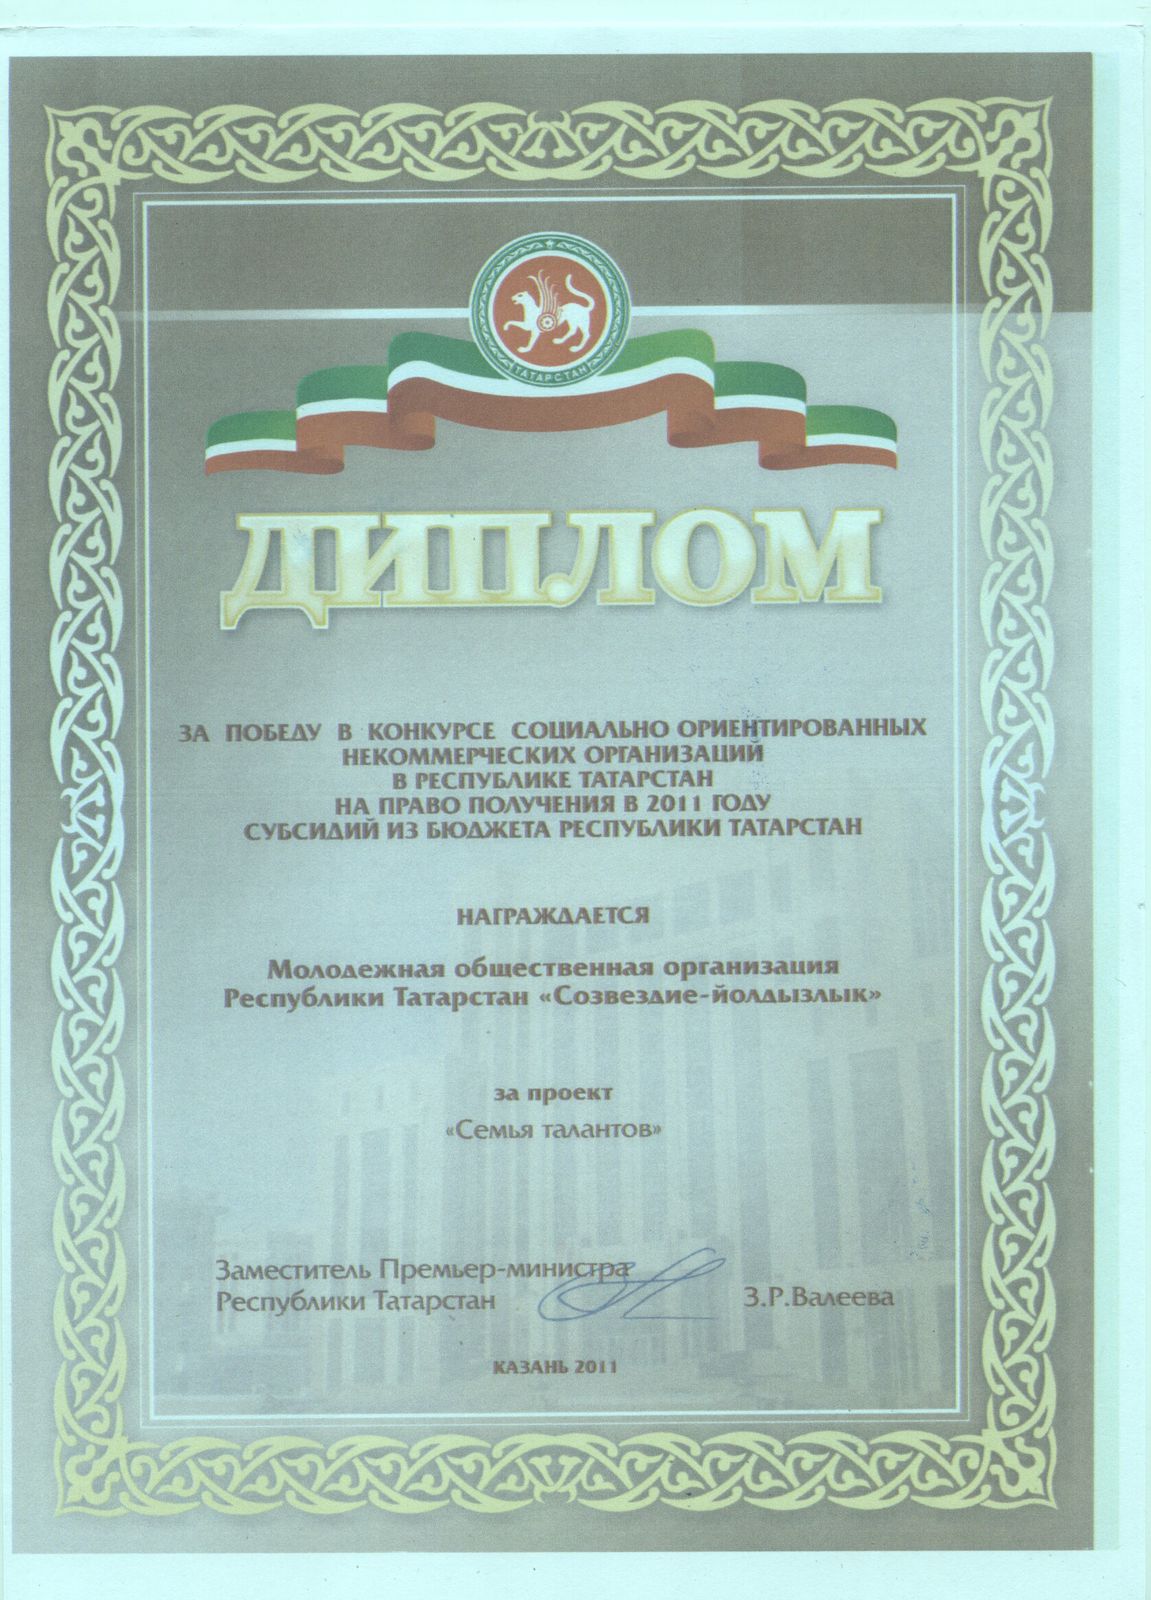 ТАТАРСТАН
ДИПЛОМ
ЗА ПОБЕДУ В КОНКУРСЕ СОЦИАЛЬНО ОРИЕНТИРОВАННЫХ
НЕКОММЕРЧЕСКИХ ОРГАНИЗАЦИЙ
В РЕСПУБЛИКЕ ТАТАРСТАН
НА ПРАВО ПОЛУЧЕНИЯ В 2011 ГОДУ
СУБСИДИЙ ИЗ БЮДЖЕТА РЕСПУБЛИКИ ТАТАРСТАН
НАГРАЖДАЕТСЯ
Молодежная общественная организация
Республики Татарстан «Созвездие-йолдызлык»
за проект
«Семья талантов»
Заместитель Премьер-министра
Республики Татарстан З.Р.Валеева
КАЗАНЬ 2011